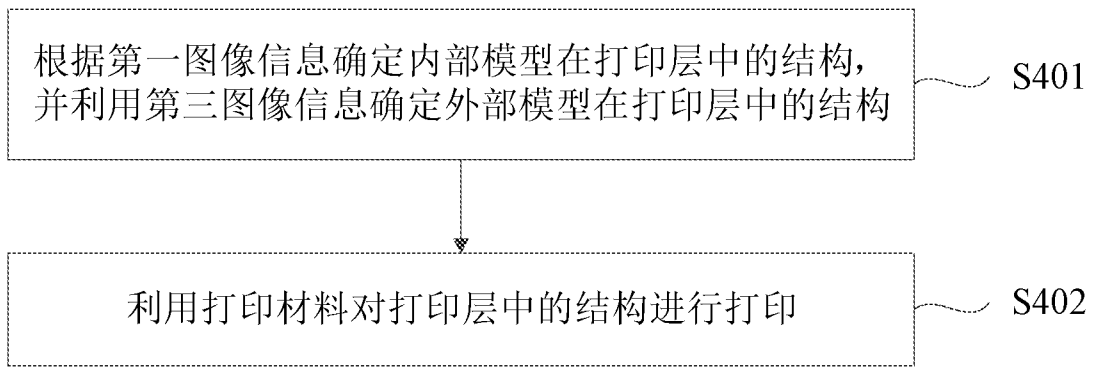 根据第一图像信息确定内部模型在打印层中的结构，
并利用第三图像信息确定外部模型在打印层中的结构
S401
利用打印材料对打印层中的结构进行打印
S402